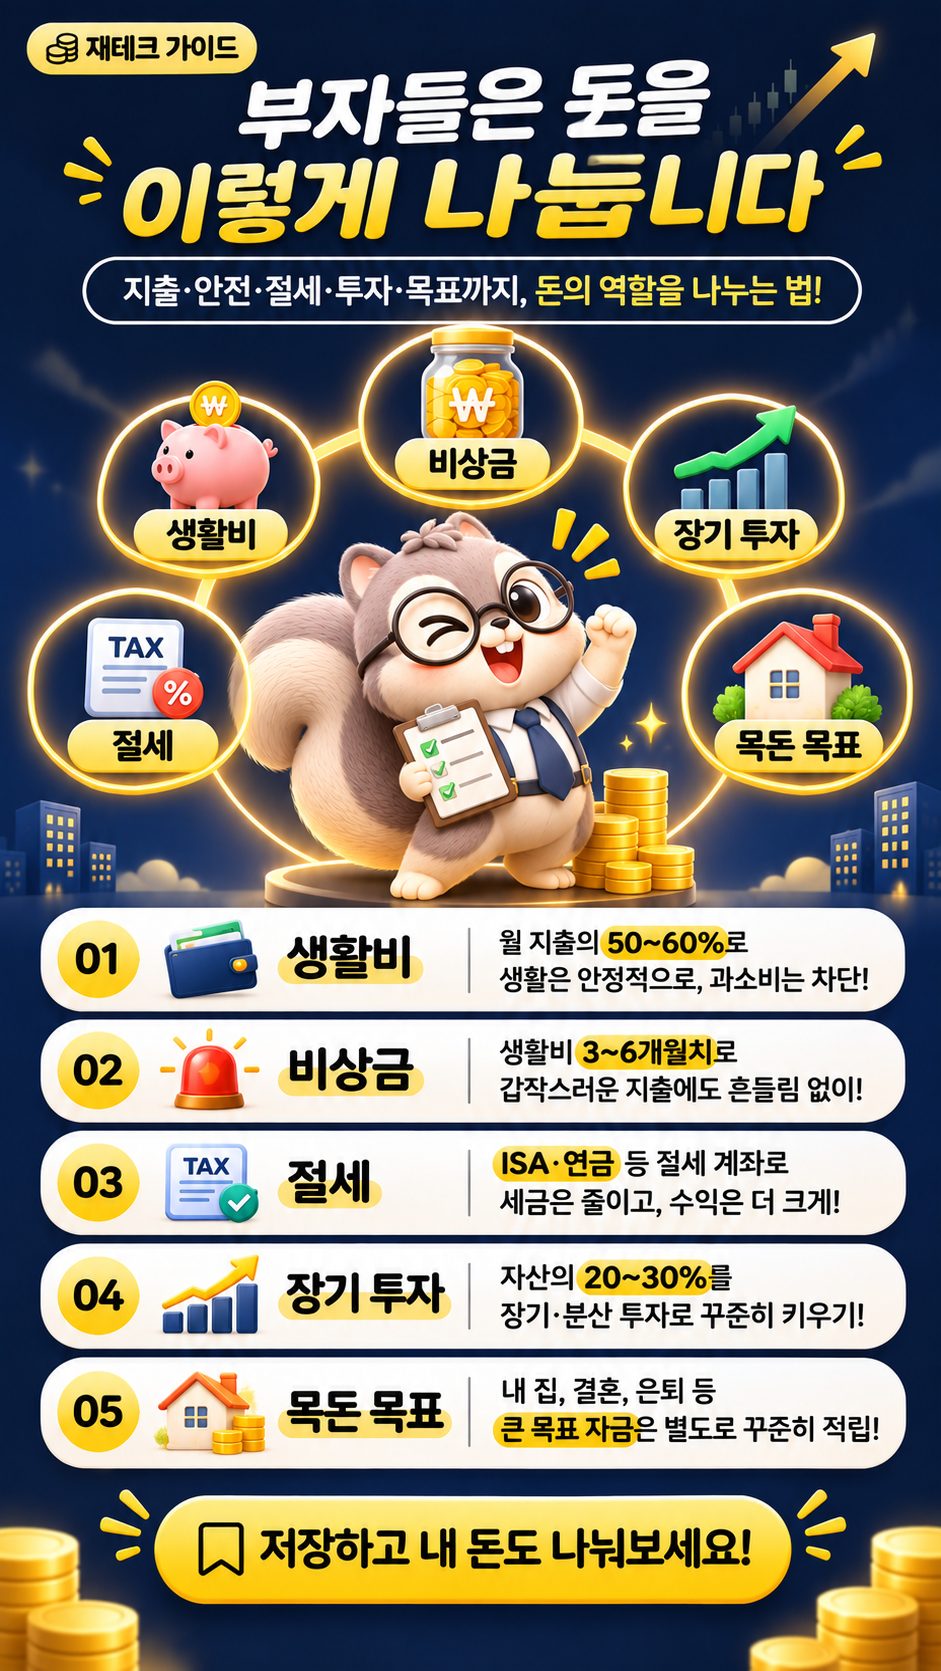 재테크 가이드
부자들은 돈을
이렇게 나눕니다
지출·안전·절세·투자·목표까지, 돈의 역할을 나누는 법!
₩
비상금
₩
생활비
장기 투자
TAX
%
절세
목돈 목표
01
생활비
월 지출의 50~60%로
생활은 안정적으로, 과소비는 차단!
02
비상금
생활비 3~6개월치로
갑작스러운 지출에도 흔들림 없이!
03
TAX
절세
ISA·연금 등 절세 계좌로
세금은 줄이고, 수익은 더 크게!
04
장기 투자
자산의 20~30%를
장기·분산 투자로 꾸준히 키우기!
05
목돈 목표
내 집, 결혼, 은퇴 등
큰 목표 자금은 별도로 꾸준히 적립!
저장하고 내 돈도 나눠보세요!